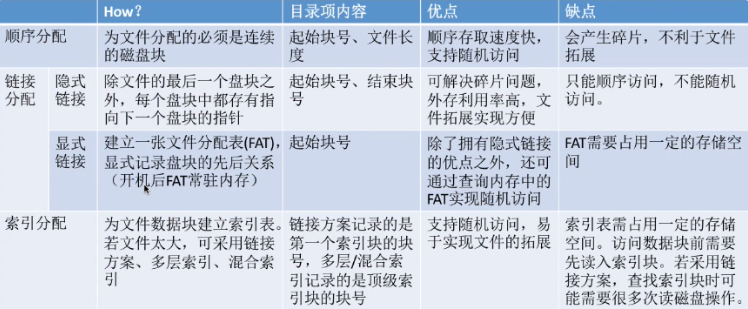 How？ 目录项内容 优点 缺点
顺序分配 为文件分配的必须是连续的磁盘块 起始块号、文件长度 顺序存取速度快，支持随机访问 会产生碎片，不利于文件拓展
链接分配 隐式链接 除文件的最后一个盘块之外，每个盘块中都存有指向下一个盘块的指针 起始块号、结束块号 可解决碎片问题，外存利用率高，文件拓展实现方便 只能顺序访问，不能随机访问。
显式链接 建立一张文件分配表(FAT)，显式记录盘块的先后关系（开机后FAT常驻内存） 起始块号 除了拥有隐式链接的优点之外，还可通过查询内存中的FAT实现随机访问 FAT需要占用一定的存储空间
索引分配 为文件数据块建立索引表。若文件太大，可采用链接方案、多层索引、混合索引 链接方案记录的是第一个索引块的块号，多层/混合索引记录的是顶级索引块的块号 支持随机访问，易于实现文件的拓展 索引表需占用一定的存储空间。访问数据块前需要先读入索引块。若采用链接方案，查找索引块时可能需要很多次读磁盘操作。